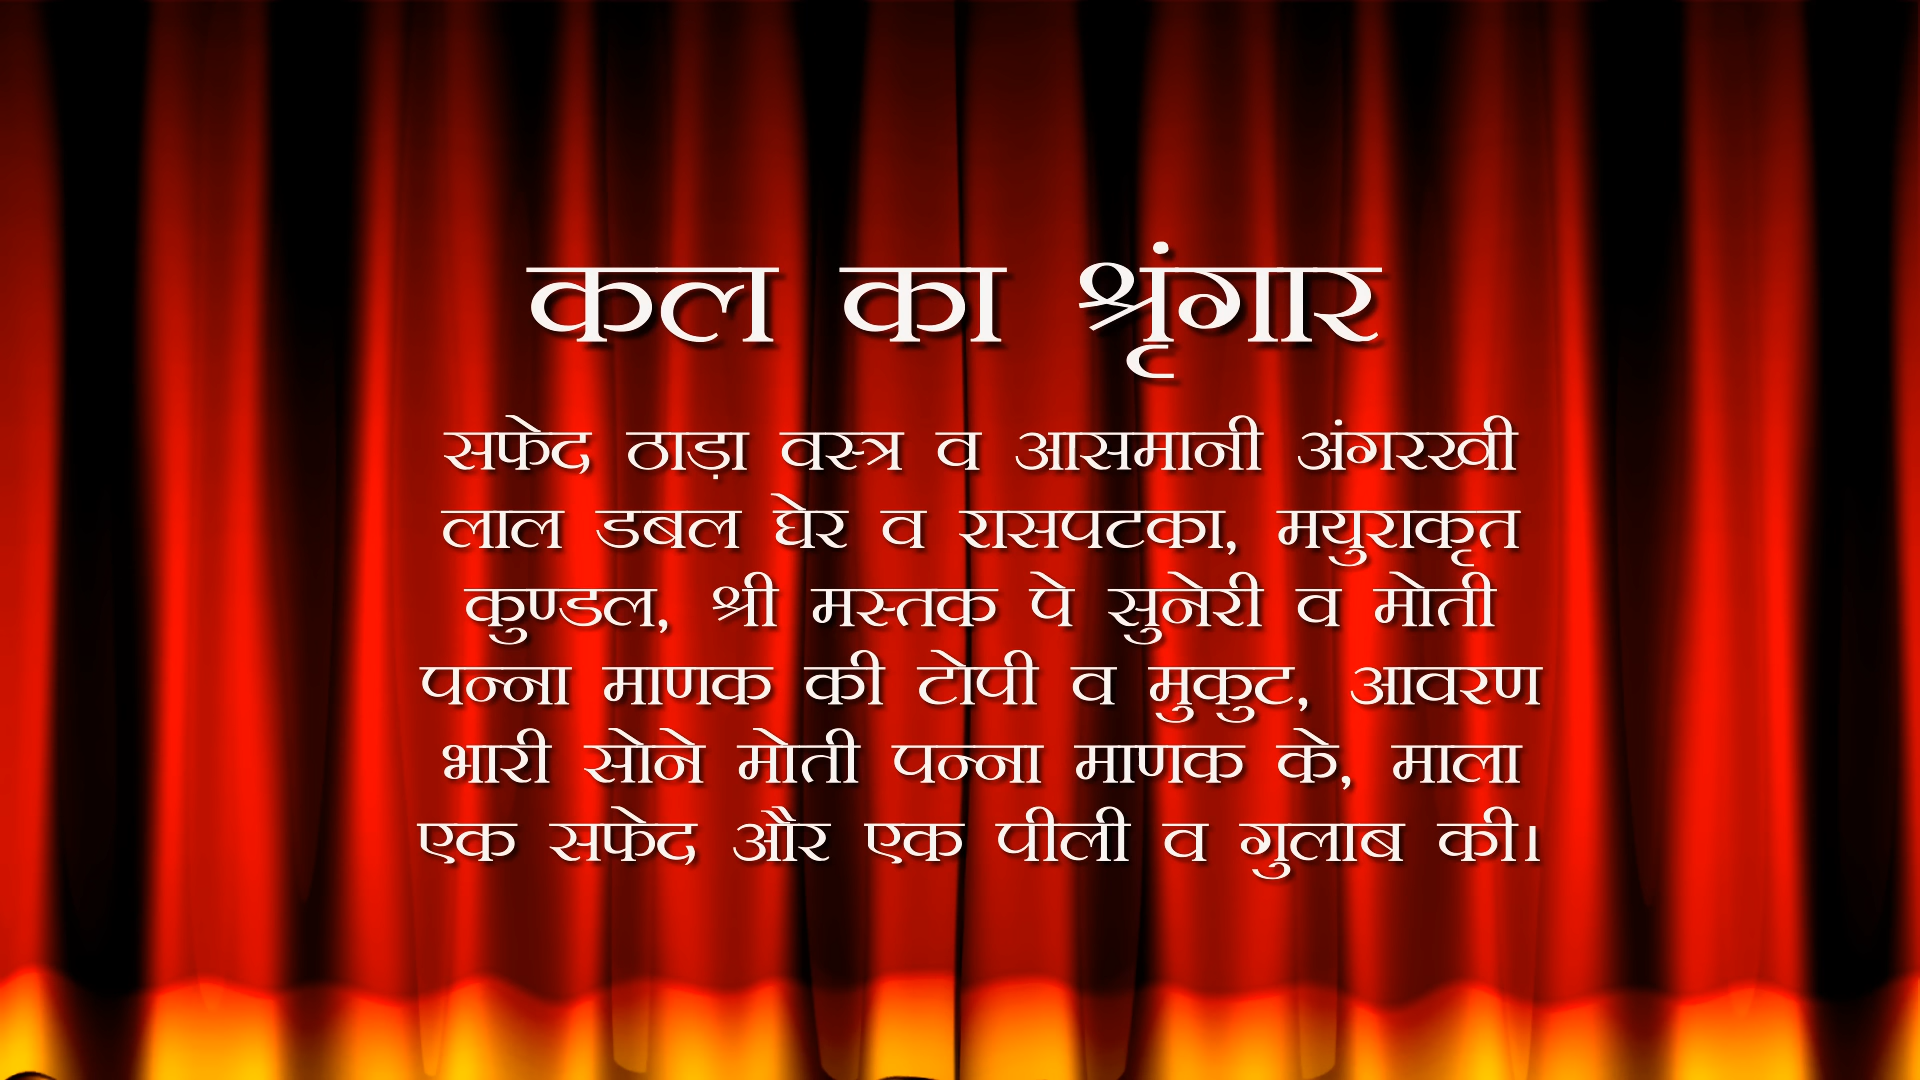 कल का श्रृंगार
सफेद ठाड़ा वस्त्र व आसमानी अंगरखी
लाल डबल घेर व रासपटका, मयुराकृत
कुण्डल, श्री मस्तक पे सुनेरी व मोती
पन्ना माणक की टोपी व मुकुट, आवरण
भारी सोने मोती पन्ना माणक के, माला
एक सफेद और एक पीली व गुलाब की।